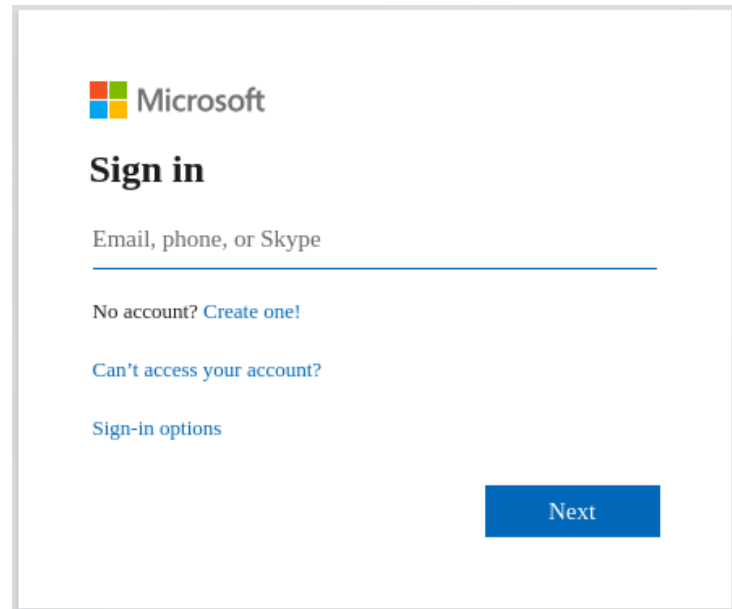 Microsoft
Sign in
Email, phone, or Skype
No account? Create one!
Can’t access your account?
Sign-in options
Next